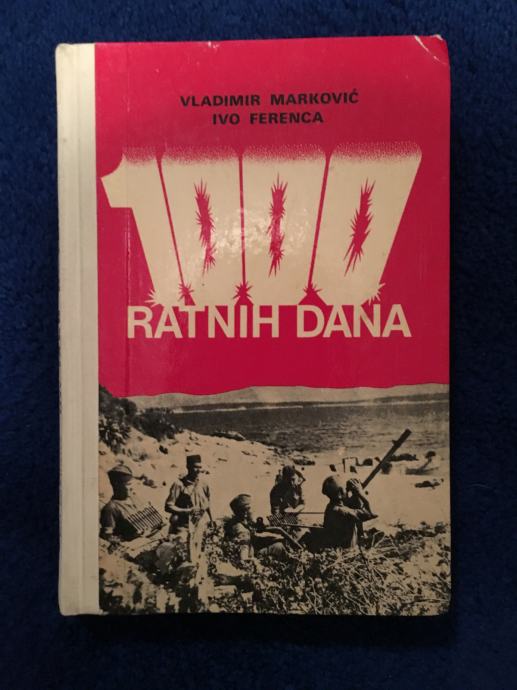 VLADIMIR MARKOVIĆ
IVO FERENCA
1000
RATNIH DANA